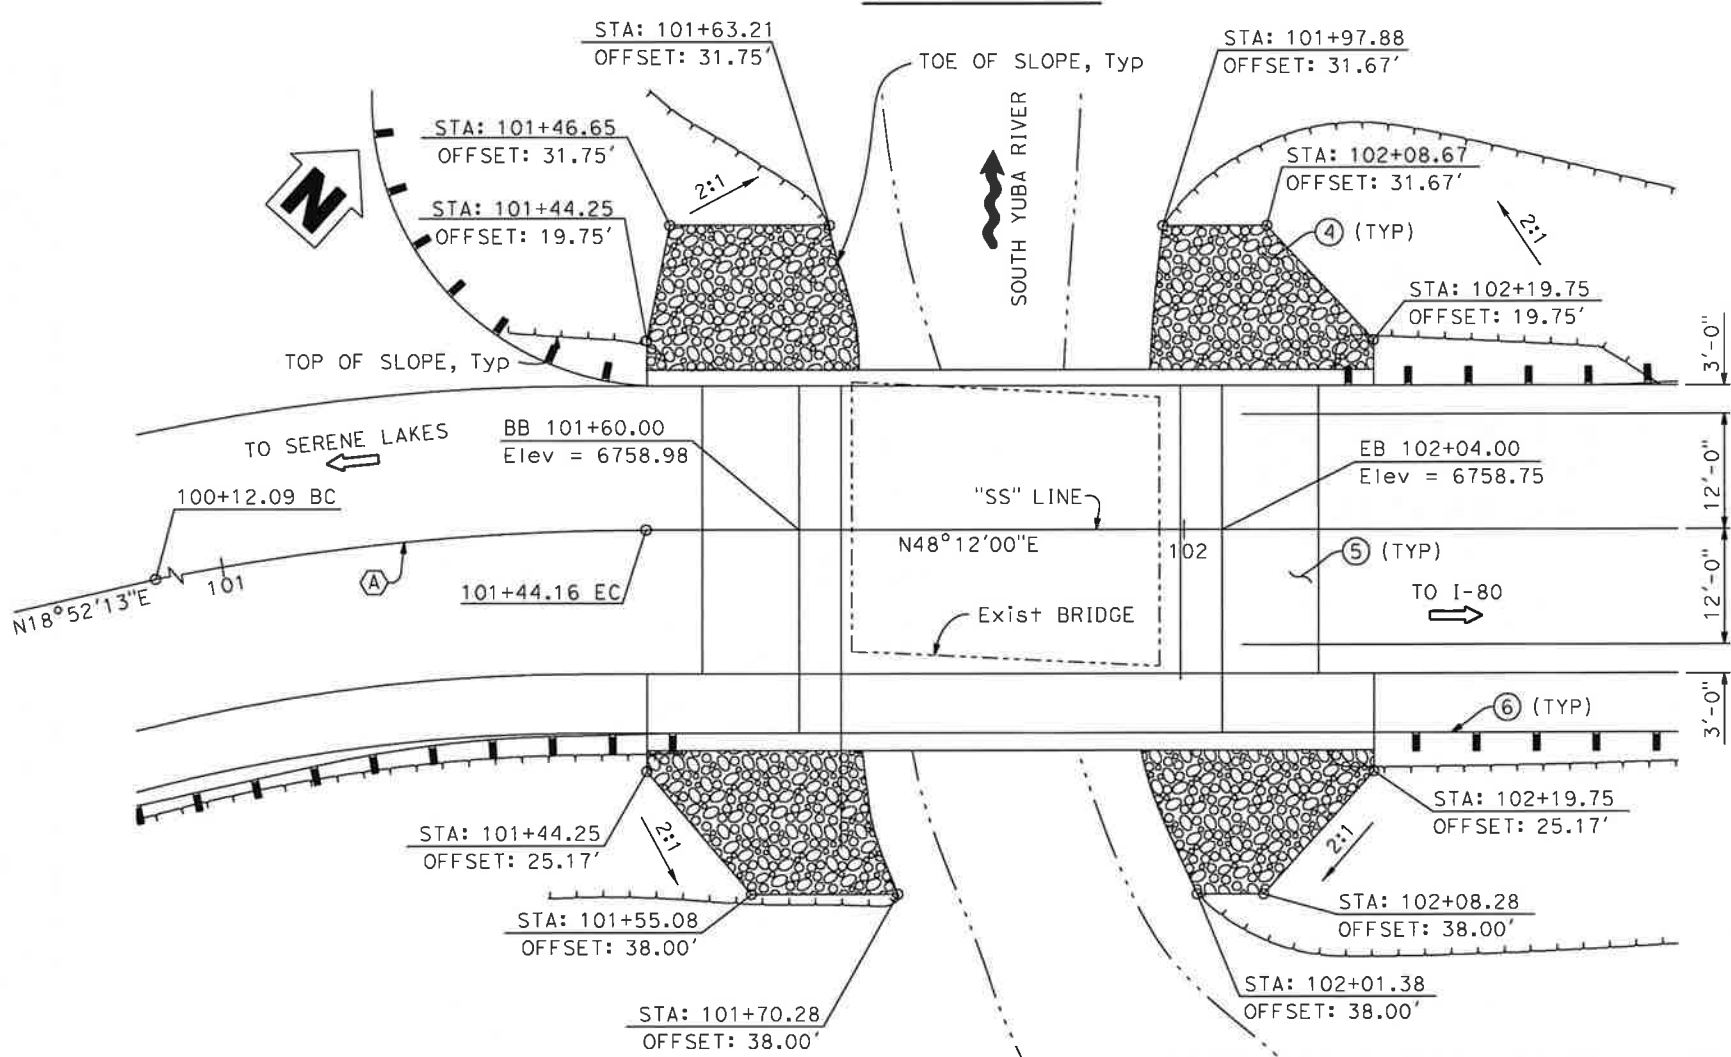 STA: 101+63.21
OFFSET: 31.75'
TOE OF SLOPE, Typ
STA: 101+97.88
OFFSET: 31.67'
STA: 101+46.65
OFFSET: 31.75'
SOUTH YUBA RIVER
STA: 102+08.67
OFFSET: 31.67'
N
2:1
STA: 101+44.25
OFFSET: 19.75'
4 (TYP)
2:1
STA: 102+19.75
OFFSET: 19.75'
TOP OF SLOPE, Typ
3'-0"
TO SERENE LAKES
BB 101+60.00
Elev = 6758.98
EB 102+04.00
Elev = 6758.75
12'-0"
100+12.09 BC
"SS" LINE
N48°12'00"E
102
5 (TYP)
N18°52'13"E
101
A
101+44.16 EC
TO I-80
12'-0"
Exist BRIDGE
6 (TYP)
3'-0"
STA: 101+44.25
OFFSET: 25.17'
2:1
STA: 102+19.75
OFFSET: 25.17'
2:1
STA: 101+55.08
OFFSET: 38.00'
STA: 102+08.28
OFFSET: 38.00'
STA: 101+70.28
OFFSET: 38.00'
STA: 102+01.38
OFFSET: 38.00'